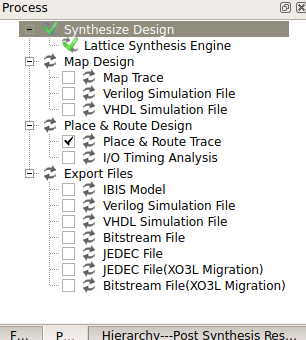 Process
Synthesize Design
Lattice Synthesis Engine
Map Design
Map Trace
Verilog Simulation File
VHDL Simulation File
Place & Route Design
Place & Route Trace
I/O Timing Analysis
Export Files
IBIS Model
Verilog Simulation File
VHDL Simulation File
Bitstream File
JEDEC File
JEDEC File(XO3L Migration)
Bitstream File(XO3L Migration)
F... P... Hierarchy---Post Synthesis Res...